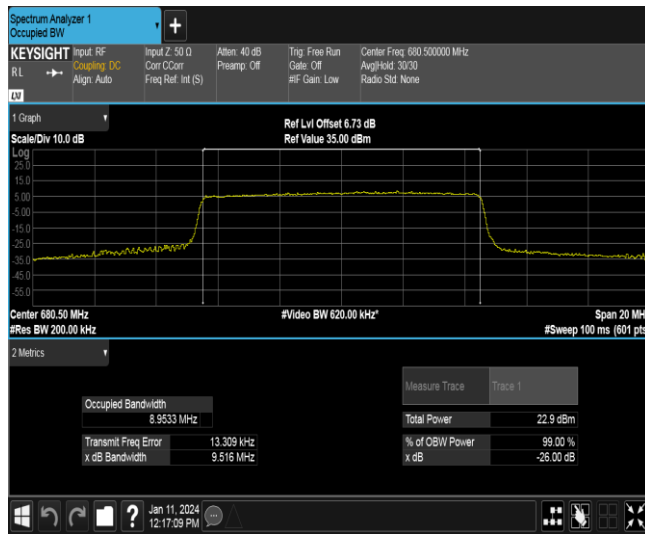 Spectrum Analyzer 1
Occupied BW
+
KEYSIGHT
RL
LXI
Input: RF
Coupling: DC
Align: Auto
Input Z: 50 Ω
Corr CCorr
Freq Ref: Int (S)
Atten: 40 dB
Preamp: Off
Trig: Free Run
Gate: Off
#IF Gain: Low
Center Freq: 680.500000 MHz
Avg|Hold: 30/30
Radio Std: None
1 Graph
Scale/Div 10.0 dB
Ref Lvl Offset 6.73 dB
Ref Value 35.00 dBm
Log
25.0
15.0
5.00
-5.00
-15.0
-25.0
-35.0
-45.0
-55.0
Center 680.50 MHz
#Res BW 200.00 kHz
#Video BW 620.00 kHz*
Span 20 MH
#Sweep 100 ms (601 pts
2 Metrics
Measure Trace Trace 1
Occupied Bandwidth
8.9533 MHz
Total Power 22.9 dBm
Transmit Freq Error 13.309 kHz
% of OBW Power 99.00 %
x dB Bandwidth 9.516 MHz
x dB -26.00 dB
?
Jan 11, 2024
12:17:09 PM